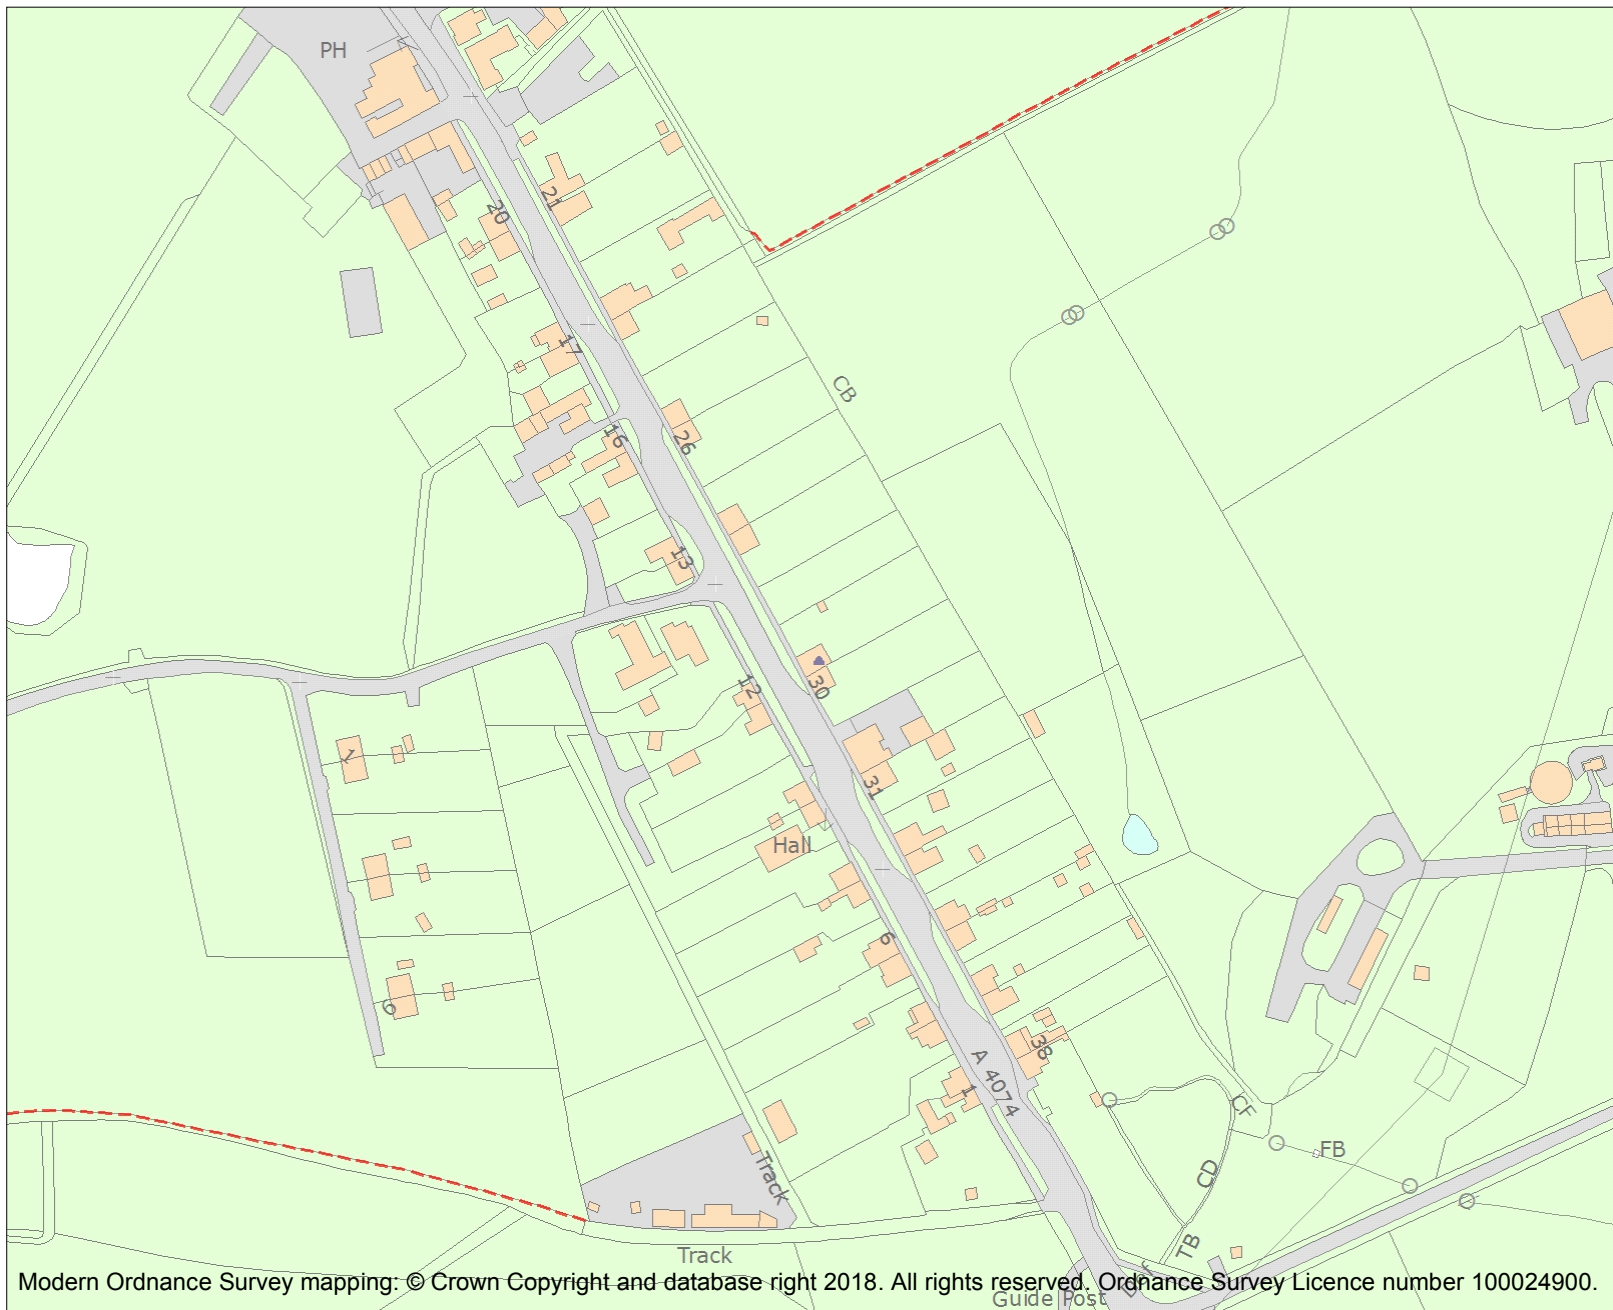 PH
21
20
17
CB
16
26
13
12
30
1
31
Hall
6
6
38
A 4074
1
CF
FB
CD
Track
TB
Track
Def
Modern Ordnance Survey mapping: © Crown Copyright and database right 2018. All rights reserved. Ordnance Survey Licence number 100024900.
Guide Post